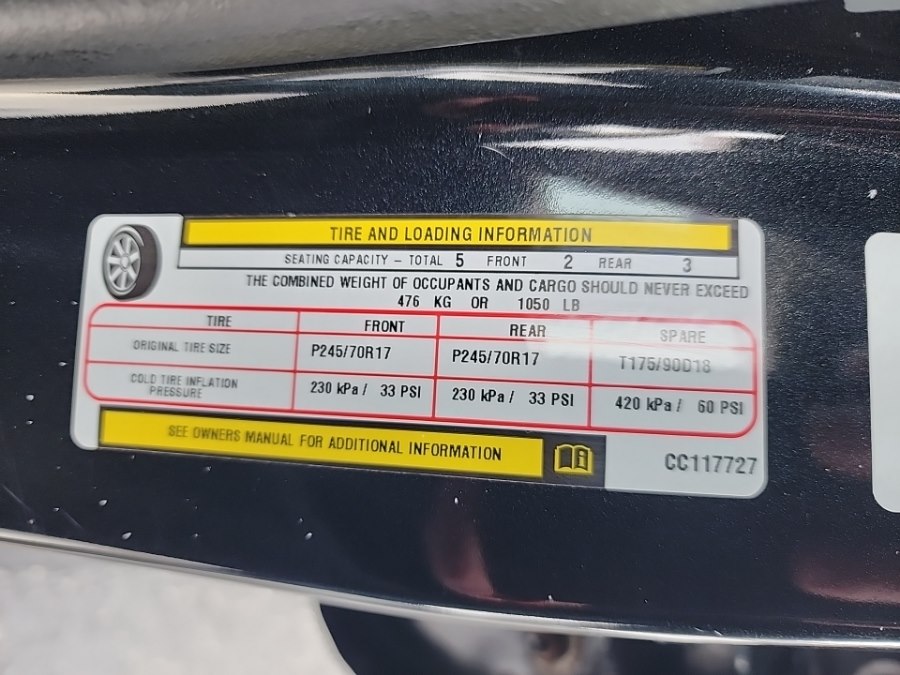 TIRE AND LOADING INFORMATION
SEATING CAPACITY – TOTAL 5 FRONT 2 REAR 3
THE COMBINED WEIGHT OF OCCUPANTS AND CARGO SHOULD NEVER EXCEED
476 KG OR 1050 LB
TIRE FRONT REAR SPARE
ORIGINAL TIRE SIZE P245/70R17 P245/70R17 T175/90D18
COLD TIRE INFLATION PRESSURE 230 kPa / 33 PSI 230 kPa / 33 PSI 420 kPa / 60 PSI
SEE OWNERS MANUAL FOR ADDITIONAL INFORMATION
CC117727